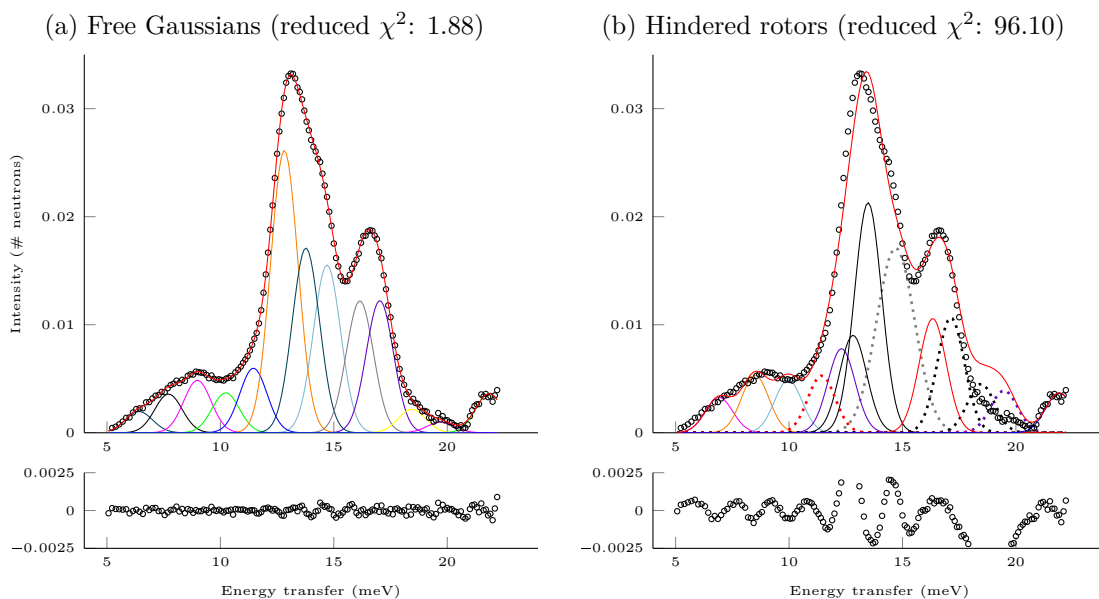 (a) Free Gaussians (reduced χ²: 1.88)
(b) Hindered rotors (reduced χ²: 96.10)
Intensity (# neutrons)
0.03
0.02
0.01
0
5 10 15 20
0.03
0.02
0.01
0
5 10 15 20
0.0025
0
−0.0025
5 10 15 20
Energy transfer (meV)
0.0025
0
−0.0025
5 10 15 20
Energy transfer (meV)